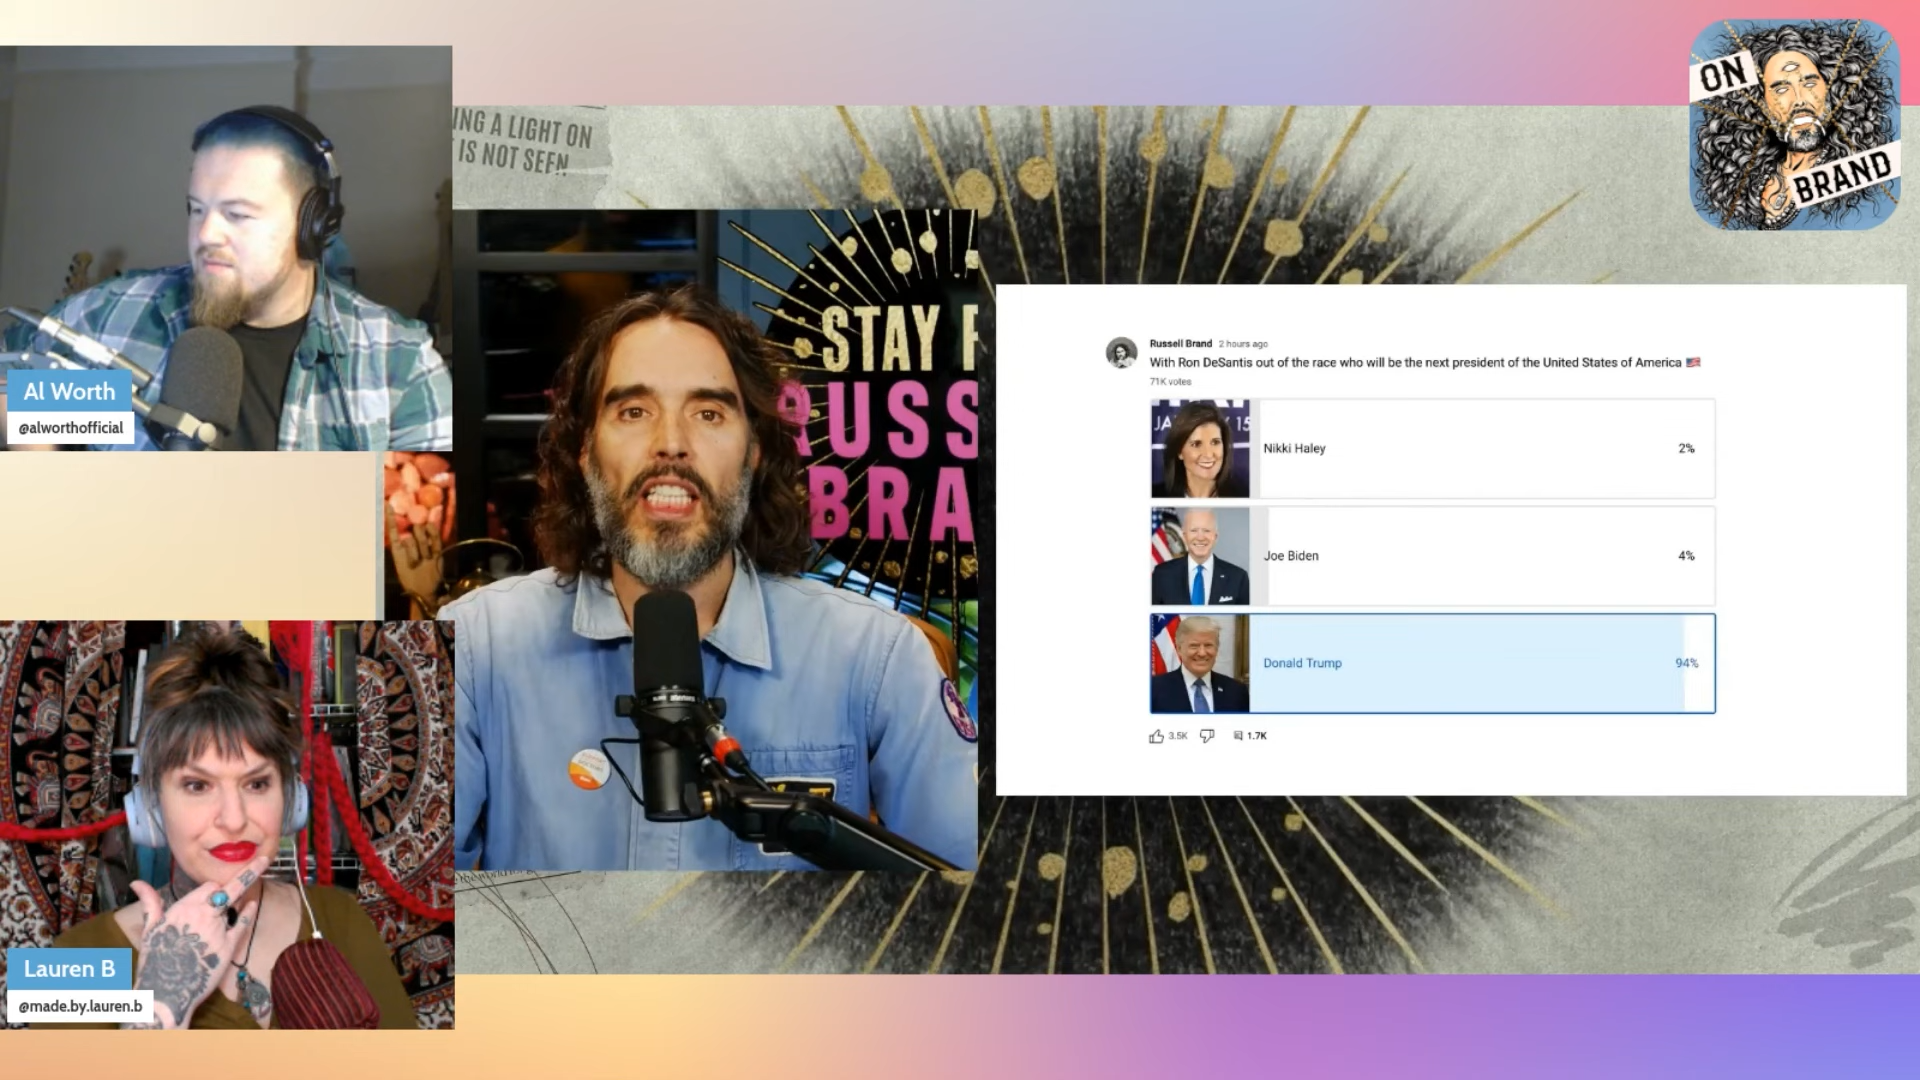 ON
BRAND
ING A LIGHT ON
IS NOT SEEN
Al Worth
@alworthofficial
STAY F
RUSS
BRA
Russell Brand 2 hours ago
With Ron DeSantis out of the race who will be the next president of the United States of America 🇺🇸
71K votes
JA Y 15
Nikki Haley 2%
Joe Biden 4%
Donald Trump 94%
3.5K 1.7K
Lauren B
@made.by.lauren.b